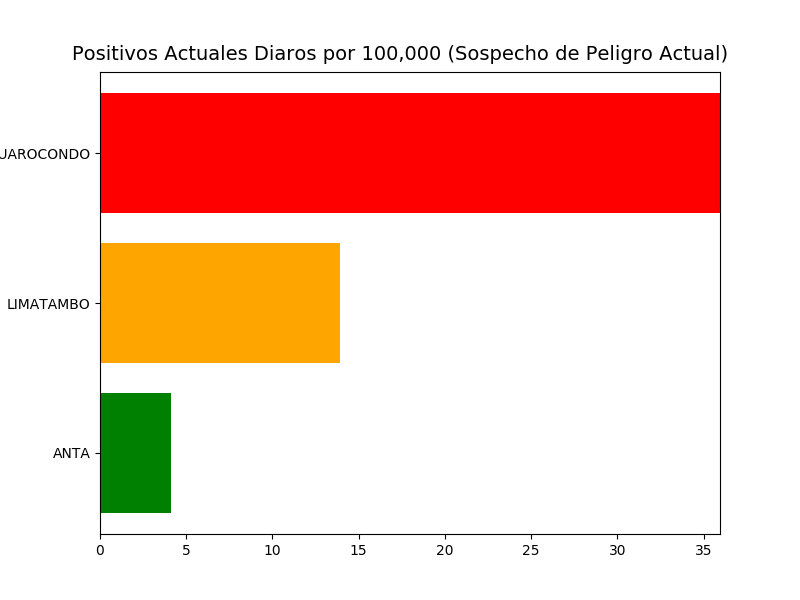 Positivos Actuales Diaros por 100,000 (Sospecho de Peligro Actual)
UAROCONDO
LIMATAMBO
ANTA
0 5 10 15 20 25 30 35